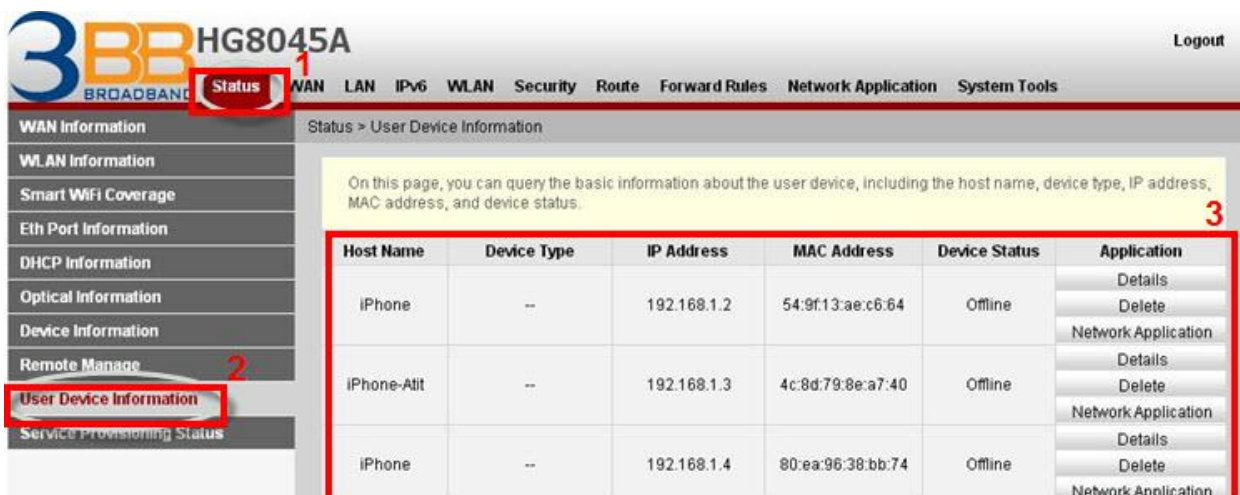 3BB HG8045A
BROADBAND
Logout
1
Status WAN LAN IPv6 WLAN Security Route Forward Rules Network Application System Tools
WAN Information
WLAN Information
Smart WiFi Coverage
Eth Port Information
DHCP Information
Optical Information
Device Information
Remote Manage
2
User Device Information
Service Provisioning Status
Status > User Device Information
On this page, you can query the basic information about the user device, including the host name, device type, IP address,
MAC address, and device status.
3
Host Name Device Type IP Address MAC Address Device Status Application
iPhone -- 192.168.1.2 54:9f:13:ae:c6:64 Offline
Details
Delete
Network Application
iPhone-Atit -- 192.168.1.3 4c:8d:79:8e:a7:40 Offline
Details
Delete
Network Application
iPhone -- 192.168.1.4 80:ea:96:38:bb:74 Offline
Details
Delete
Network Application